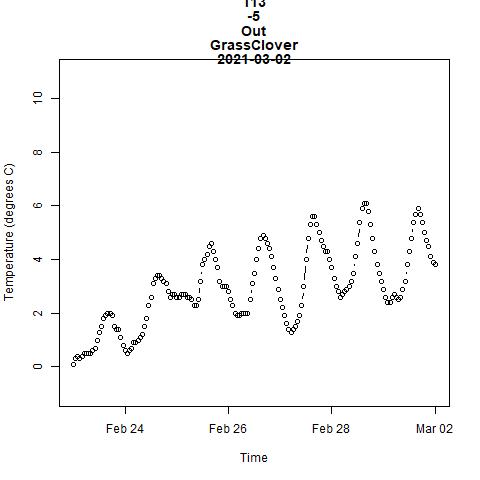 113
-5
Out
GrassClover
2021-03-02
Temperature (degrees C)
10
8
6
4
2
0
Feb 24
Feb 26
Feb 28
Mar 02
Time